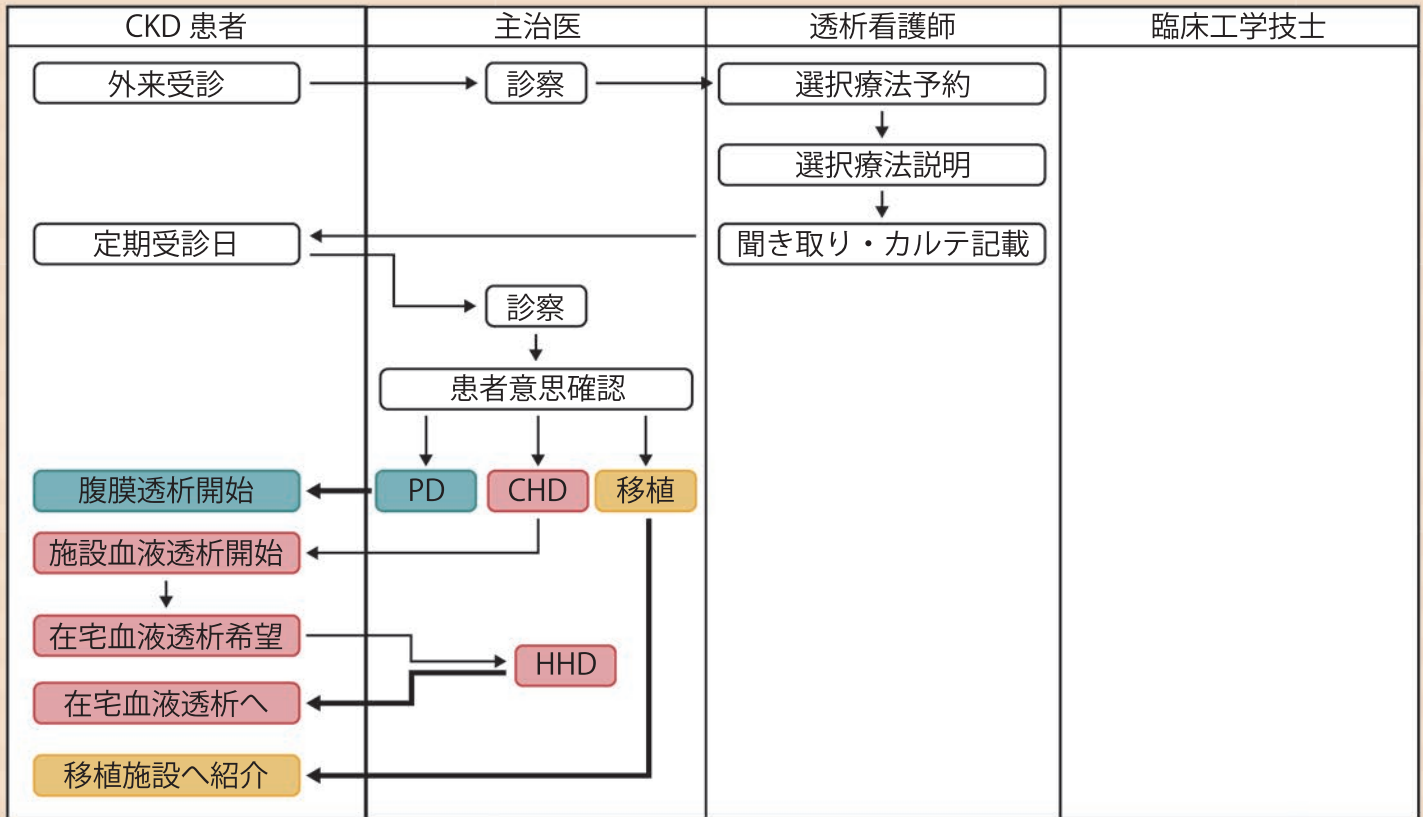 CKD 患者
主治医
透析看護師
臨床工学技士
外来受診
診察
選択療法予約
選択療法説明
定期受診日
聞き取り・カルテ記載
診察
患者意思確認
腹膜透析開始
PD
CHD
移植
施設血液透析開始
在宅血液透析希望
HHD
在宅血液透析へ
移植施設へ紹介